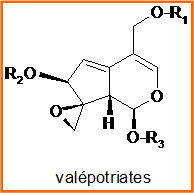 O-R₁
R₂O
O
O
H
H
O-R₃
valépotriates